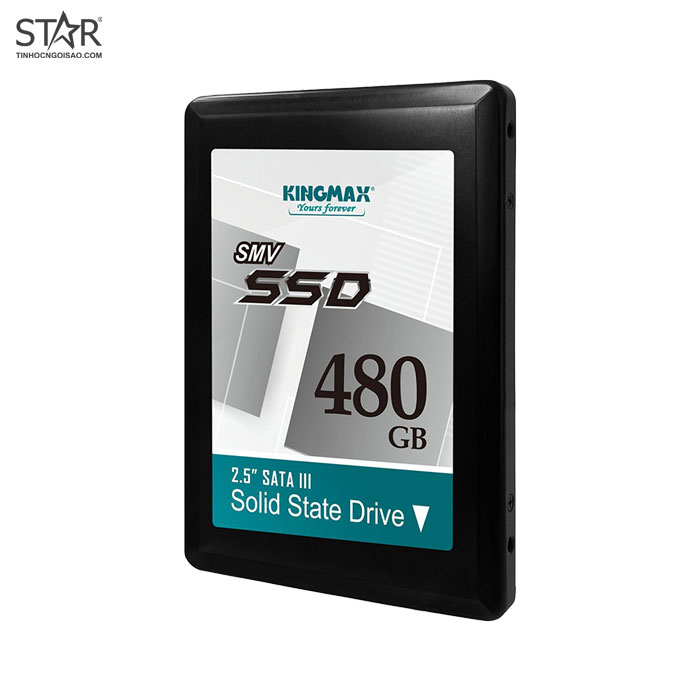 STAR®
TINHOCNGOISAO.COM
KINGMAX®
Yours forever
SMV
SSD
480
GB
2.5” SATA III
Solid State Drive